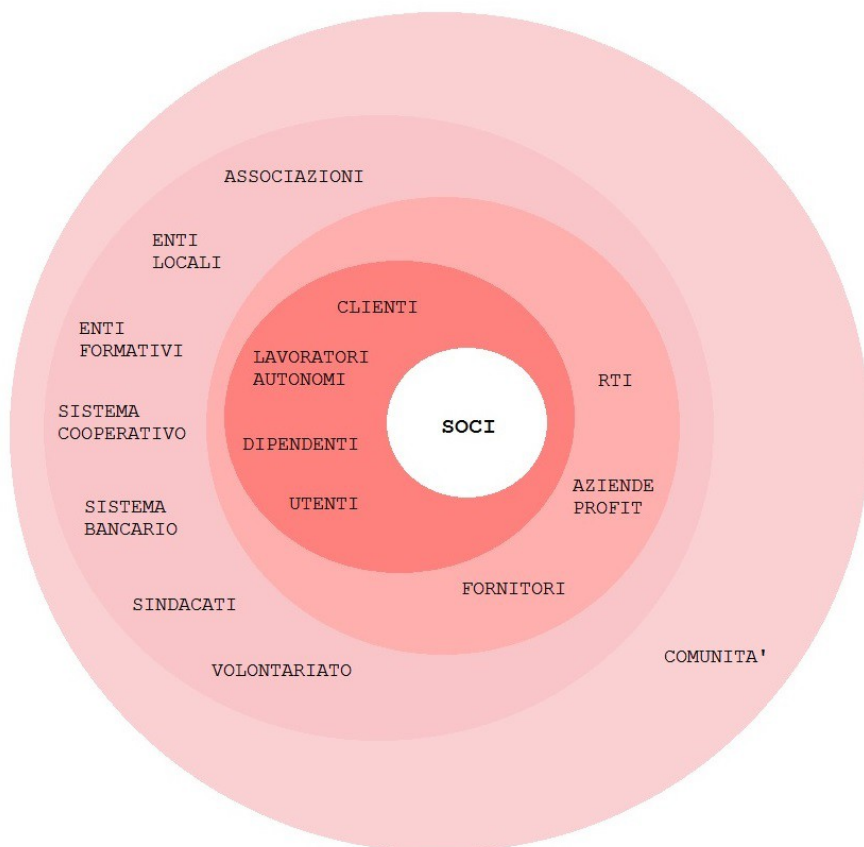 ASSOCIAZIONI
ENTI
LOCALI
CLIENTI
ENTI
FORMATIVI
LAVORATORI
AUTONOMI
RTI
SISTEMA
COOPERATIVO
SOCI
DIPENDENTI
AZIENDE
PROFIT
UTENTI
SISTEMA
BANCARIO
FORNITORI
SINDACATI
COMUNITA'
VOLONTARIATO